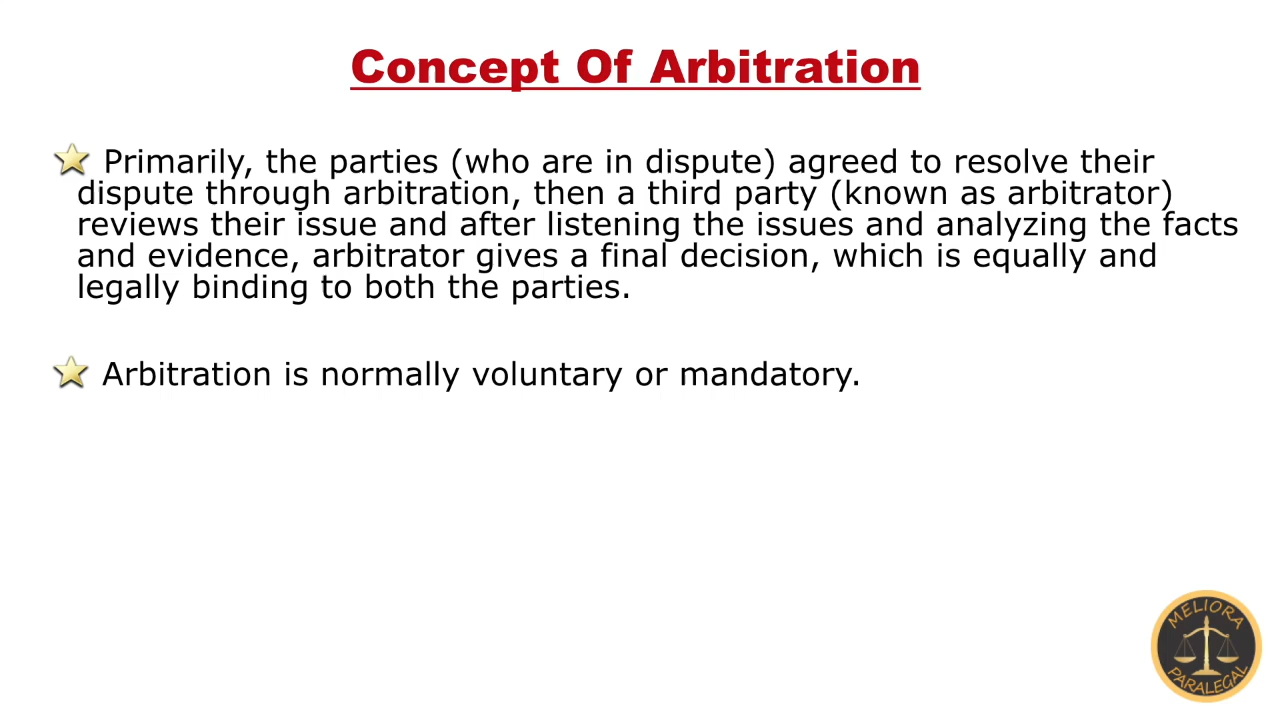 Concept Of Arbitration
Primarily, the parties (who are in dispute) agreed to resolve their
dispute through arbitration, then a third party (known as arbitrator)
reviews their issue and after listening the issues and analyzing the facts
and evidence, arbitrator gives a final decision, which is equally and
legally binding to both the parties.
Arbitration is normally voluntary or mandatory.
MELIORA
PARALEGAL